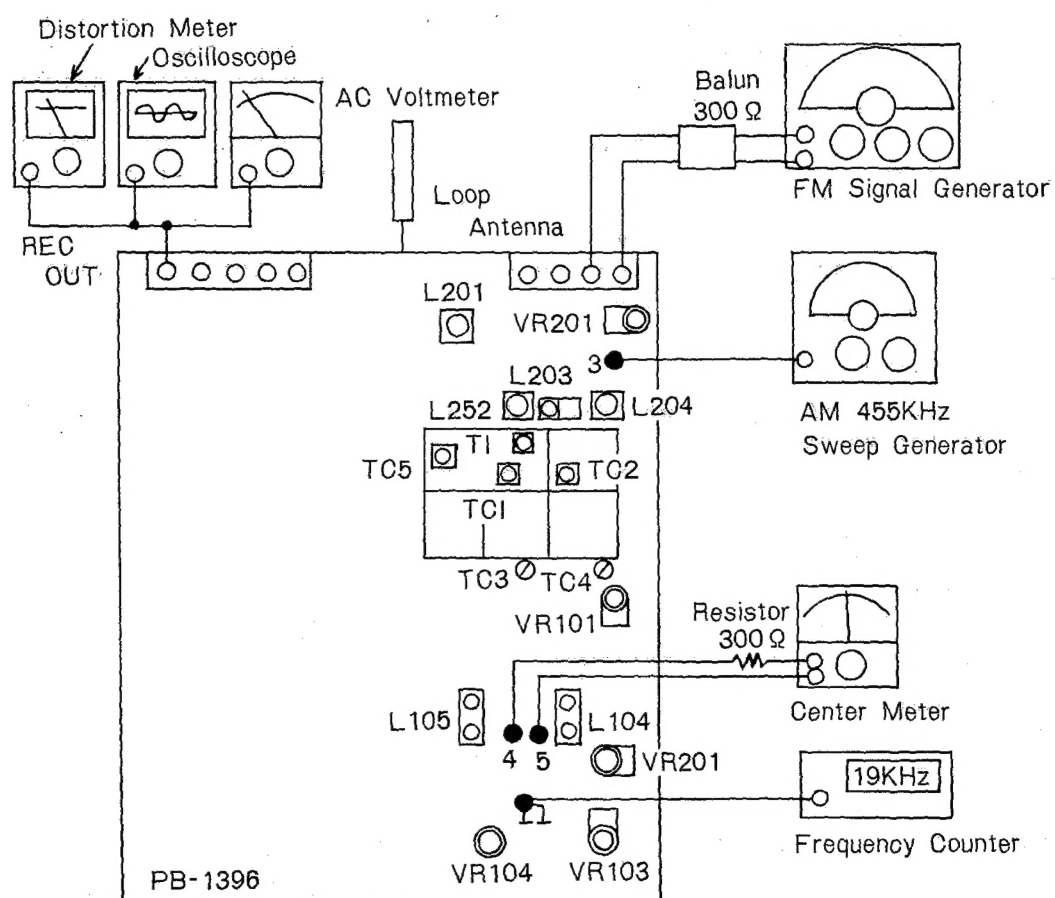 Distortion Meter
Oscilloscope
AC Voltmeter
Balun
300 Ω
FM Signal Generator
Loop
Antenna
REC
OUT
L201
VR201
3
L203
L252
L204
AM 455KHz
Sweep Generator
T1
TC5
TC2
TC1
TC3
TC4
VR101
Resistor
300 Ω
Center Meter
L105
L104
4
5
VR201
19KHz
11
Frequency Counter
VR104
VR103
PB-1396